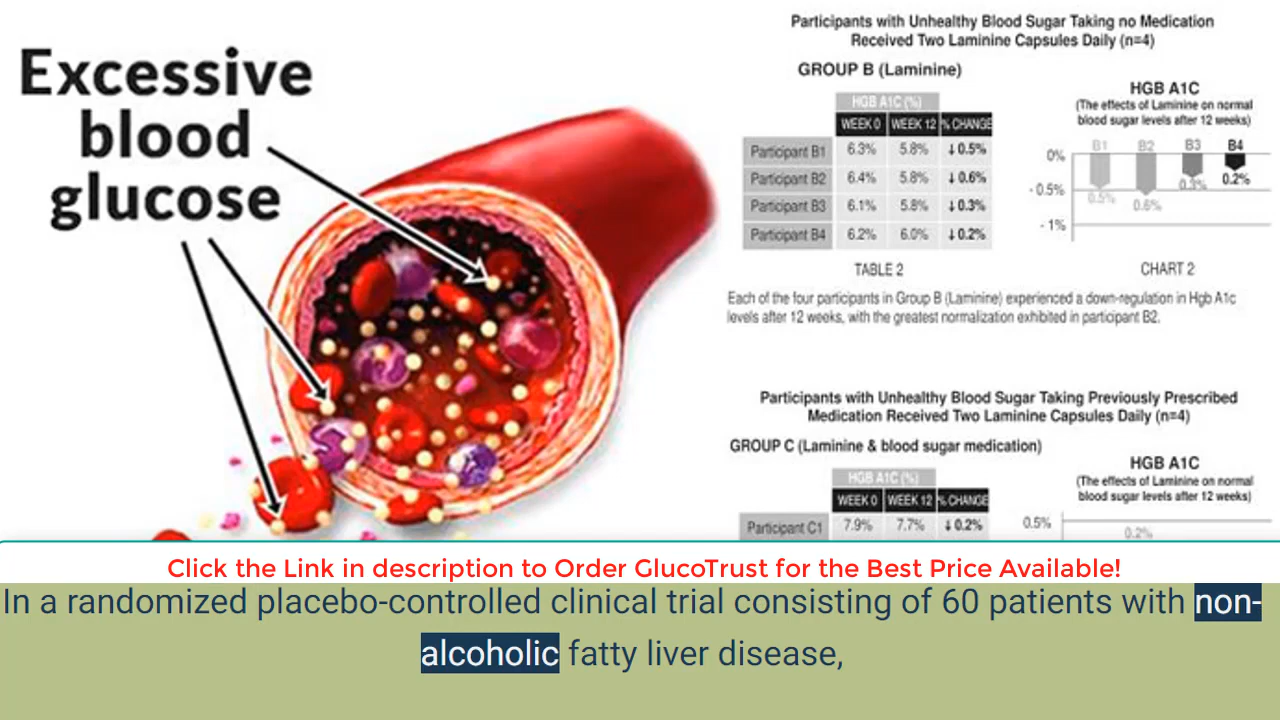 Excessive
blood
glucose
Participants with Unhealthy Blood Sugar Taking no Medication
Received Two Laminine Capsules Daily (n=4)
GROUP B (Laminine)
HGB A1C (%)
WEEK 0 WEEK 12 % CHANGE
Participant B1 6.3% 5.8% ↓0.5%
Participant B2 6.4% 5.8% ↓0.6%
Participant B3 6.1% 5.8% ↓0.3%
Participant B4 6.2% 6.0% ↓0.2%
TABLE 2
HGB A1C
(The effects of Laminine on normal
blood sugar levels after 12 weeks)
B1 B2 B3 B4
0%
- 0.5%
- 1%
0.5% 0.6% 0.3% 0.2%
CHART 2
Each of the four participants in Group B (Laminine) experienced a down-regulation in Hgb A1c
levels after 12 weeks, with the greatest normalization exhibited in participant B2.
Participants with Unhealthy Blood Sugar Taking Previously Prescribed
Medication Received Two Laminine Capsules Daily (n=4)
GROUP C (Laminine & blood sugar medication)
HGB A1C (%)
WEEK 0 WEEK 12 % CHANGE
Participant C1 7.9% 7.7% ↓0.2%
HGB A1C
(The effects of Laminine on normal
blood sugar levels after 12 weeks)
0.5%
0.2%
Click the Link in description to Order GlucoTrust for the Best Price Available!
In a randomized placebo-controlled clinical trial consisting of 60 patients with non-
alcoholic fatty liver disease,